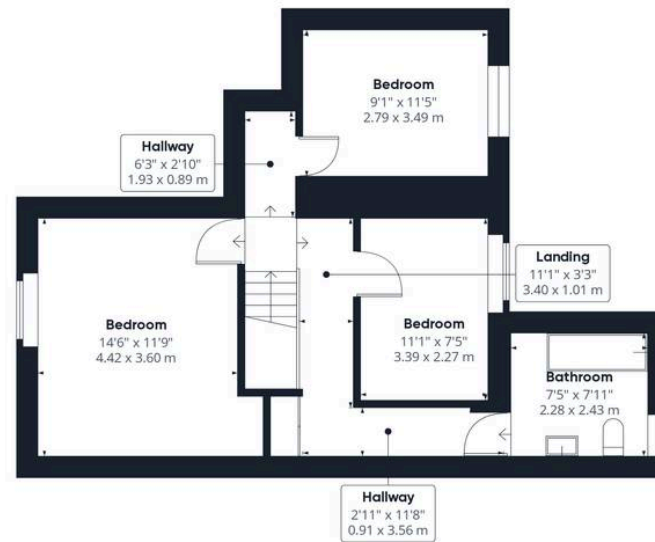 Bedroom
9'1" x 11'5"
2.79 x 3.49 m
Hallway
6'3" x 2'10"
1.93 x 0.89 m
Landing
11'1" x 3'3"
3.40 x 1.01 m
Bedroom
14'6" x 11'9"
4.42 x 3.60 m
Bedroom
11'1" x 7'5"
3.39 x 2.27 m
Bathroom
7'5" x 7'11"
2.28 x 2.43 m
Hallway
2'11" x 11'8"
0.91 x 3.56 m